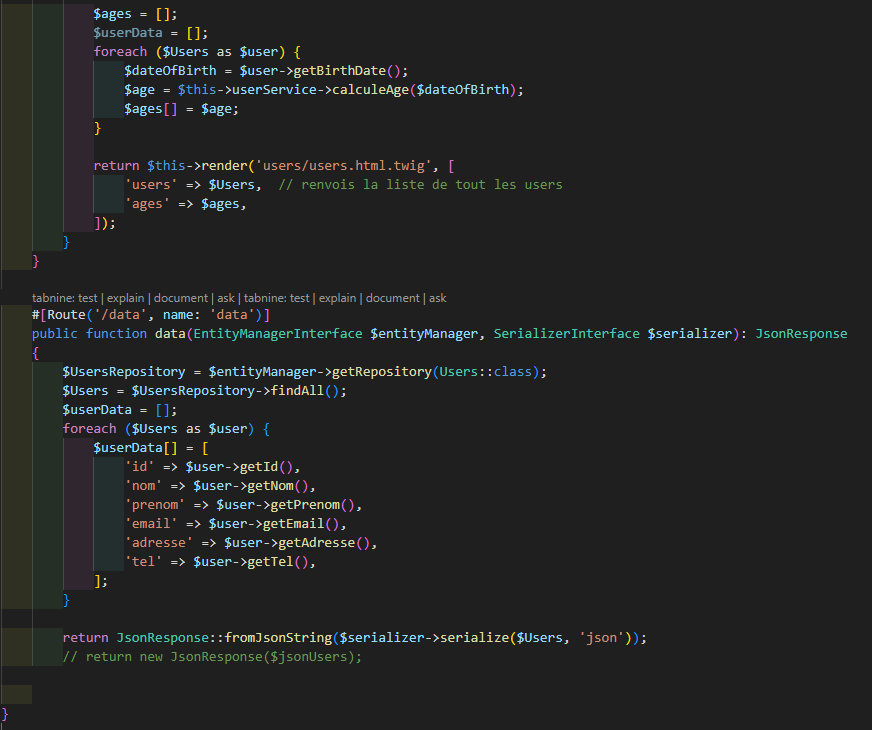 $ages = [];
$userData = [];
foreach ($Users as $user) {
$dateOfBirth = $user->getBirthDate();
$age = $this->userService->calculeAge($dateOfBirth);
$ages[] = $age;
}
return $this->render('users/users.html.twig', [
'users' => $Users,  // renvois la liste de tout les users
'ages' => $ages,
]);
}
}
tabnine: test | explain | document | ask | tabnine: test | explain | document | ask
#[Route('/data', name: 'data')]
public function data(EntityManagerInterface $entityManager, SerializerInterface $serializer): JsonResponse
{
$UsersRepository = $entityManager->getRepository(Users::class);
$Users = $UsersRepository->findAll();
$userData = [];
foreach ($Users as $user) {
$userData[] = [
'id' => $user->getId(),
'nom' => $user->getNom(),
'prenom' => $user->getPrenom(),
'email' => $user->getEmail(),
'adresse' => $user->getAdresse(),
'tel' => $user->getTel(),
];
}
return JsonResponse::fromJsonString($serializer->serialize($Users, 'json'));
// return new JsonResponse($jsonUsers);
}